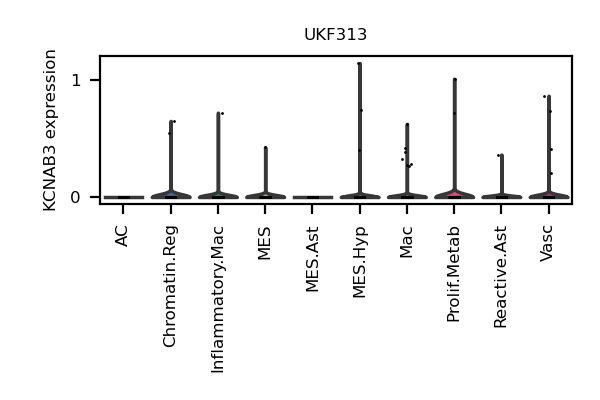 UKF313
KCNAB3 expression
1
0
AC
Chromatin.Reg
Inflammatory.Mac
MES
MES.Ast
MES.Hyp
Mac
Prolif.Metab
Reactive.Ast
Vasc